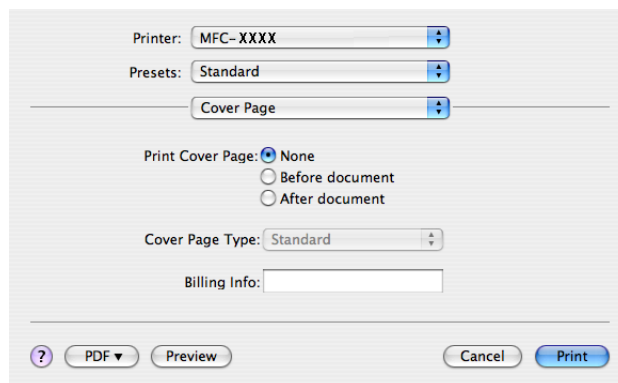 Printer: MFC-XXXX
Presets: Standard
Cover Page
Print Cover Page: None
Before document
After document
Cover Page Type: Standard
Billing Info:
? PDF▼ Preview Cancel Print